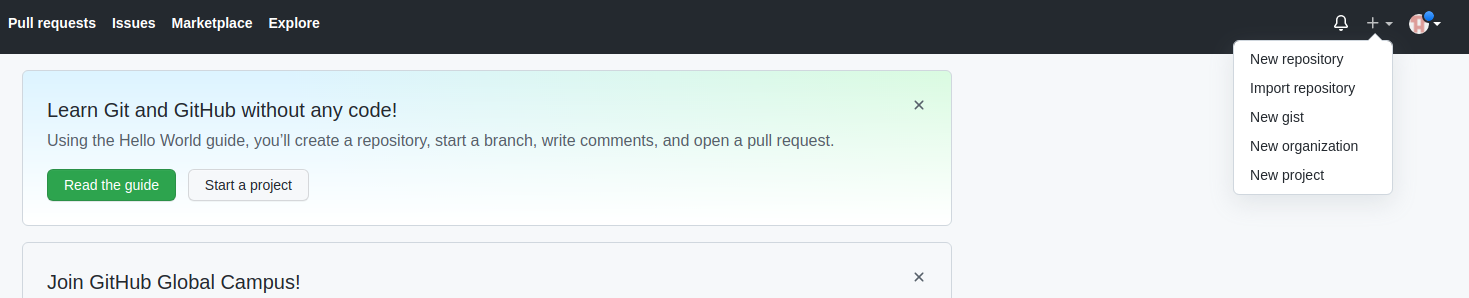 Pull requests Issues Marketplace Explore
New repository
Import repository
New gist
New organization
New project
Learn Git and GitHub without any code!
Using the Hello World guide, you’ll create a repository, start a branch, write comments, and open a pull request.
Read the guide Start a project
Join GitHub Global Campus!